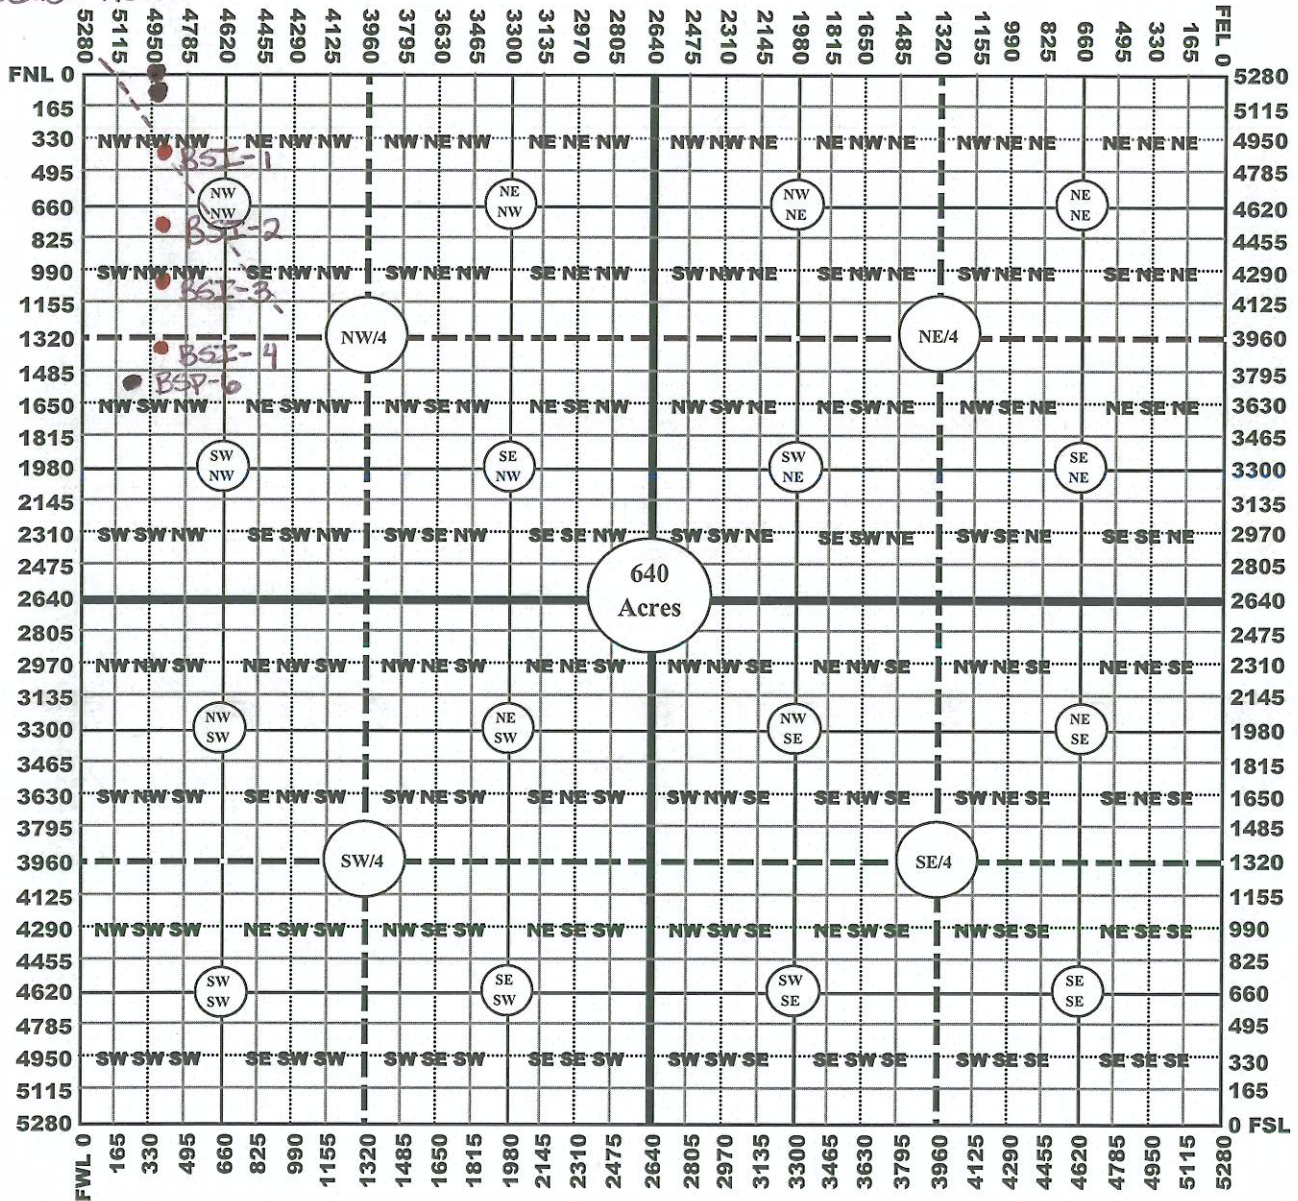 5280 5115 4950 4785 4620 4455 4290 4125 3960 3795 3630 3465 3300 3135 2970 2805 2640 2475 2310 2145 1980 1815 1650 1485 1320 1155 990 825 660 495 330 165 FEL 0
FNL 0 5280
165 5115
330 NW NW NW NE NW NW NW NE NW NE NE NW NW NW NE NE NW NE NW NE NE NE NE NE 4950
BSI-1
495 4785
NW NW NE NW NW NE NE NE
660 4620
BSI-2
825 4455
990 SW NW NW SE NW NW SW NE NW SE NE NW SW NW NE SE NW NE SW NE NE SE NE NE 4290
BSI-3
1155 4125
1320 NW/4 NE/4 3960
BSI-4
1485 3795
BSP-6
1650 NW SW NW NE SW NW NW SE NW NE SE NW NW SW NE NE SW NE NW SE NE NE SE NE 3630
1815 3465
SW NW SE NW SW NE SE NE
1980 3300
2145 3135
2310 SW SW NW SE SW NW SW SE NW SE SE NW SW SW NE SE SW NE SW SE NE SE SE NE 2970
2475 2805
640 Acres
2640 2640
2805 2475
2970 NW NW SW NE NW SW NW NE SW NE NE SW NW NW SE NE NW SE NW NE SE NE NE SE 2310
3135 2145
NW SW NE SW NW SE NE SE
3300 1980
3465 1815
3630 SW NW SW SE NW SW SW NE SW SE NE SW SW NW SE SE NW SE SW NE SE SE NE SE 1650
3795 1485
3960 SW/4 SE/4 1320
4125 1155
4290 NW SW SW NE SW SW NW SE SW NE SE SW NW SW SE NE SW SE NW SE SE NE SE SE 990
4455 825
SW SW SE SW SW SE SE SE
4620 660
4785 495
4950 SW SW SW SE SW SW SW SE SW SE SE SW SW SW SE SE SW SE SW SE SE SE SE SE 330
5115 165
5280 0 FSL
FWL 0 165 330 495 660 825 990 1155 1320 1485 1650 1815 1980 2145 2310 2475 2640 2805 2970 3135 3300 3465 3630 3795 3960 4125 4290 4455 4620 4785 4950 5115 5280